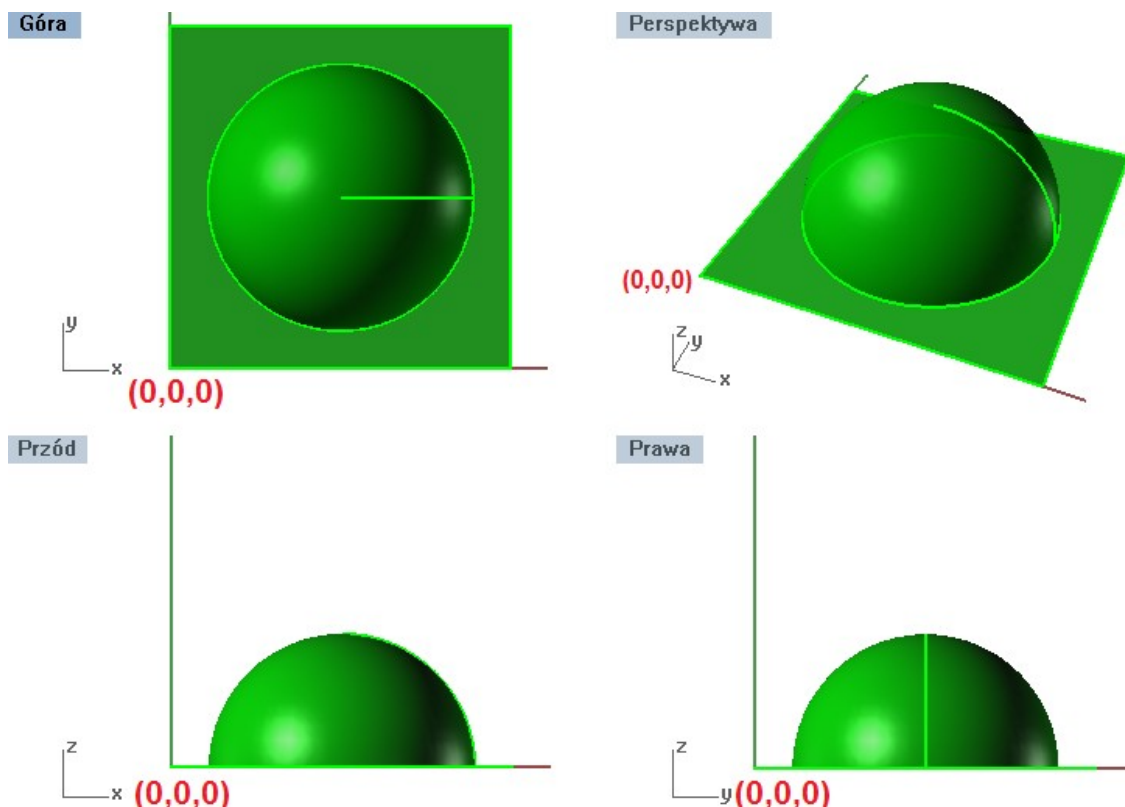 Góra
y
x
(0,0,0)
Perspektywa
(0,0,0)
z
y
x
Przód
z
x
(0,0,0)
Prawa
z
y
(0,0,0)